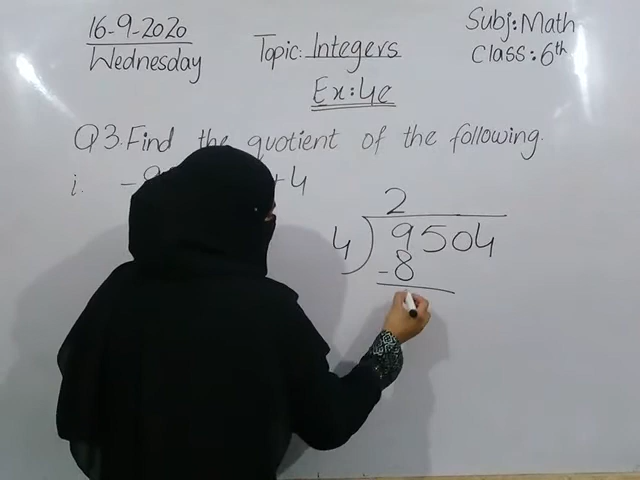 16-9-2020
Wednesday
Topic: Integers
Ex: 4c
Subj: Math
Class: 6th
Q3. Find the quotient of the following.
i. -9 +4
2
4) 9504
-8